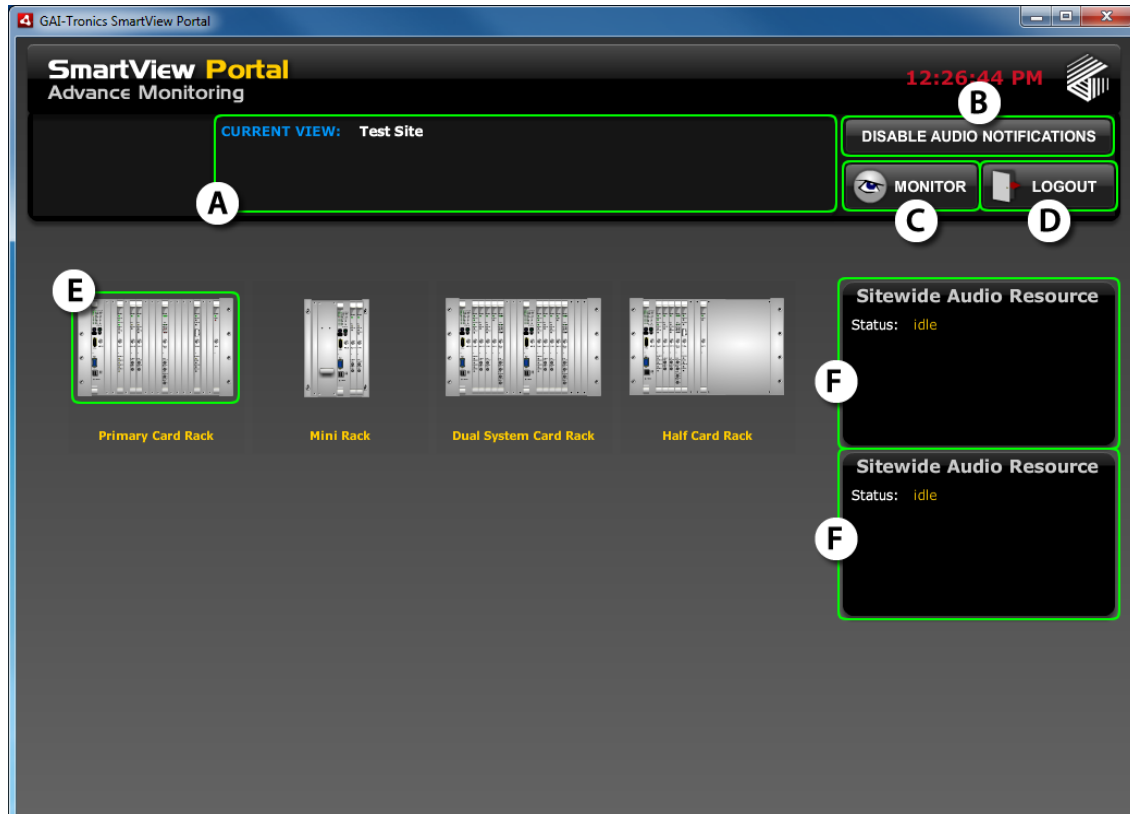 GAI-Tronics SmartView Portal
SmartView Portal
Advance Monitoring
12:26:44 PM
B
CURRENT VIEW: Test Site
DISABLE AUDIO NOTIFICATIONS
MONITOR
LOGOUT
A
C
D
E
Sitewide Audio Resource
Status: idle
F
Primary Card Rack
Mini Rack
Dual System Card Rack
Half Card Rack
Sitewide Audio Resource
Status: idle
F